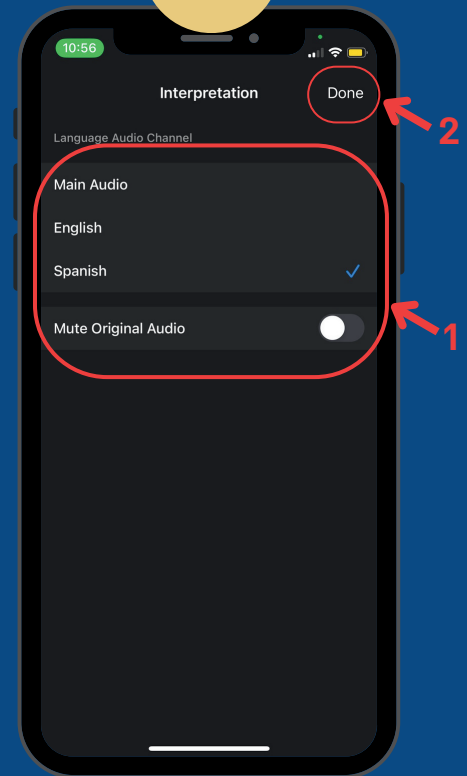 10:56
Interpretation Done
Language Audio Channel
Main Audio
English
Spanish
Mute Original Audio
2
1